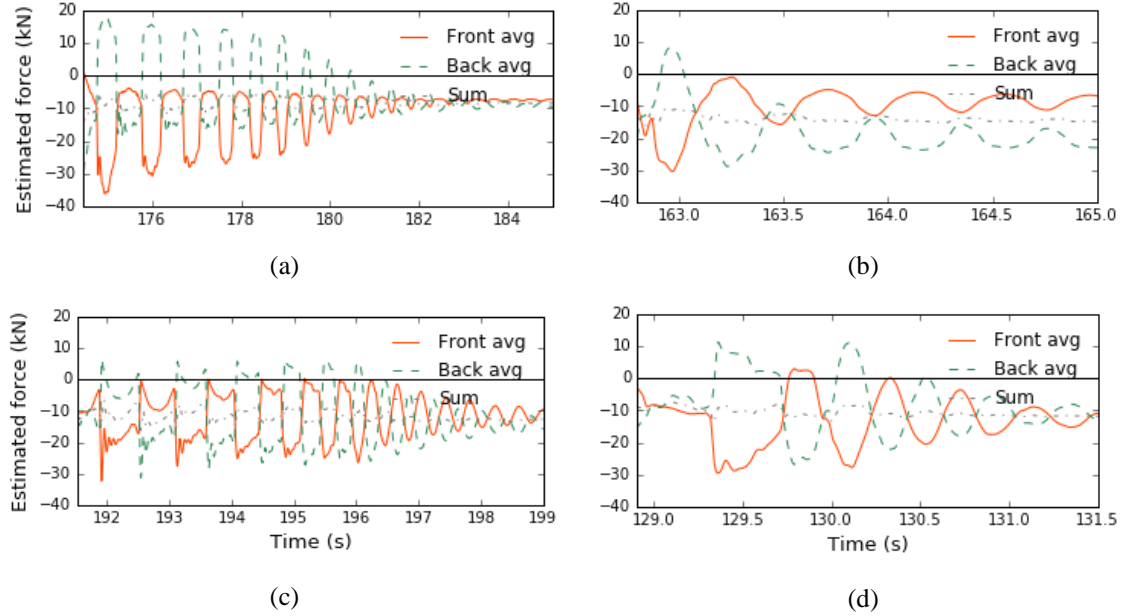 Estimated force (kN)
20
10
0
−10
−20
−30
−40
Front avg
Back avg
Sum
176
178
180
182
184
(a)
20
10
0
−10
−20
−30
−40
Front avg
Back avg
Sum
163.0
163.5
164.0
164.5
165.0
(b)
Estimated force (kN)
20
10
0
−10
−20
−30
−40
Front avg
Back avg
Sum
192
193
194
195
196
197
198
199
Time (s)
(c)
20
10
0
−10
−20
−30
−40
Front avg
Back avg
Sum
129.0
129.5
130.0
130.5
131.0
131.5
Time (s)
(d)